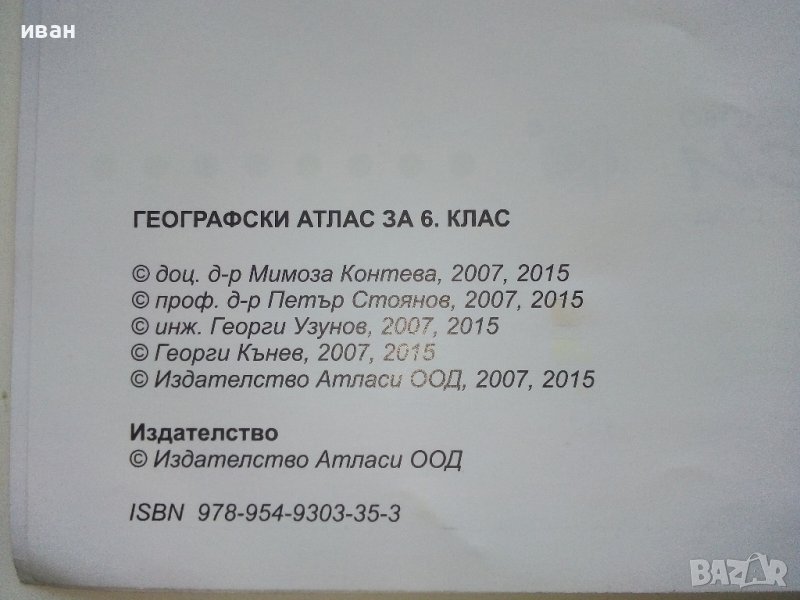 иван
ГЕОГРАФСКИ АТЛАС ЗА 6. КЛАС
© доц. д-р Мимоза Контева, 2007, 2015
© проф. д-р Петър Стоянов, 2007, 2015
© инж. Георги Узунов, 2007, 2015
© Георги Кънев, 2007, 2015
© Издателство Атласи ООД, 2007, 2015
Издателство
© Издателство Атласи ООД
ISBN 978-954-9303-35-3
BAZAR